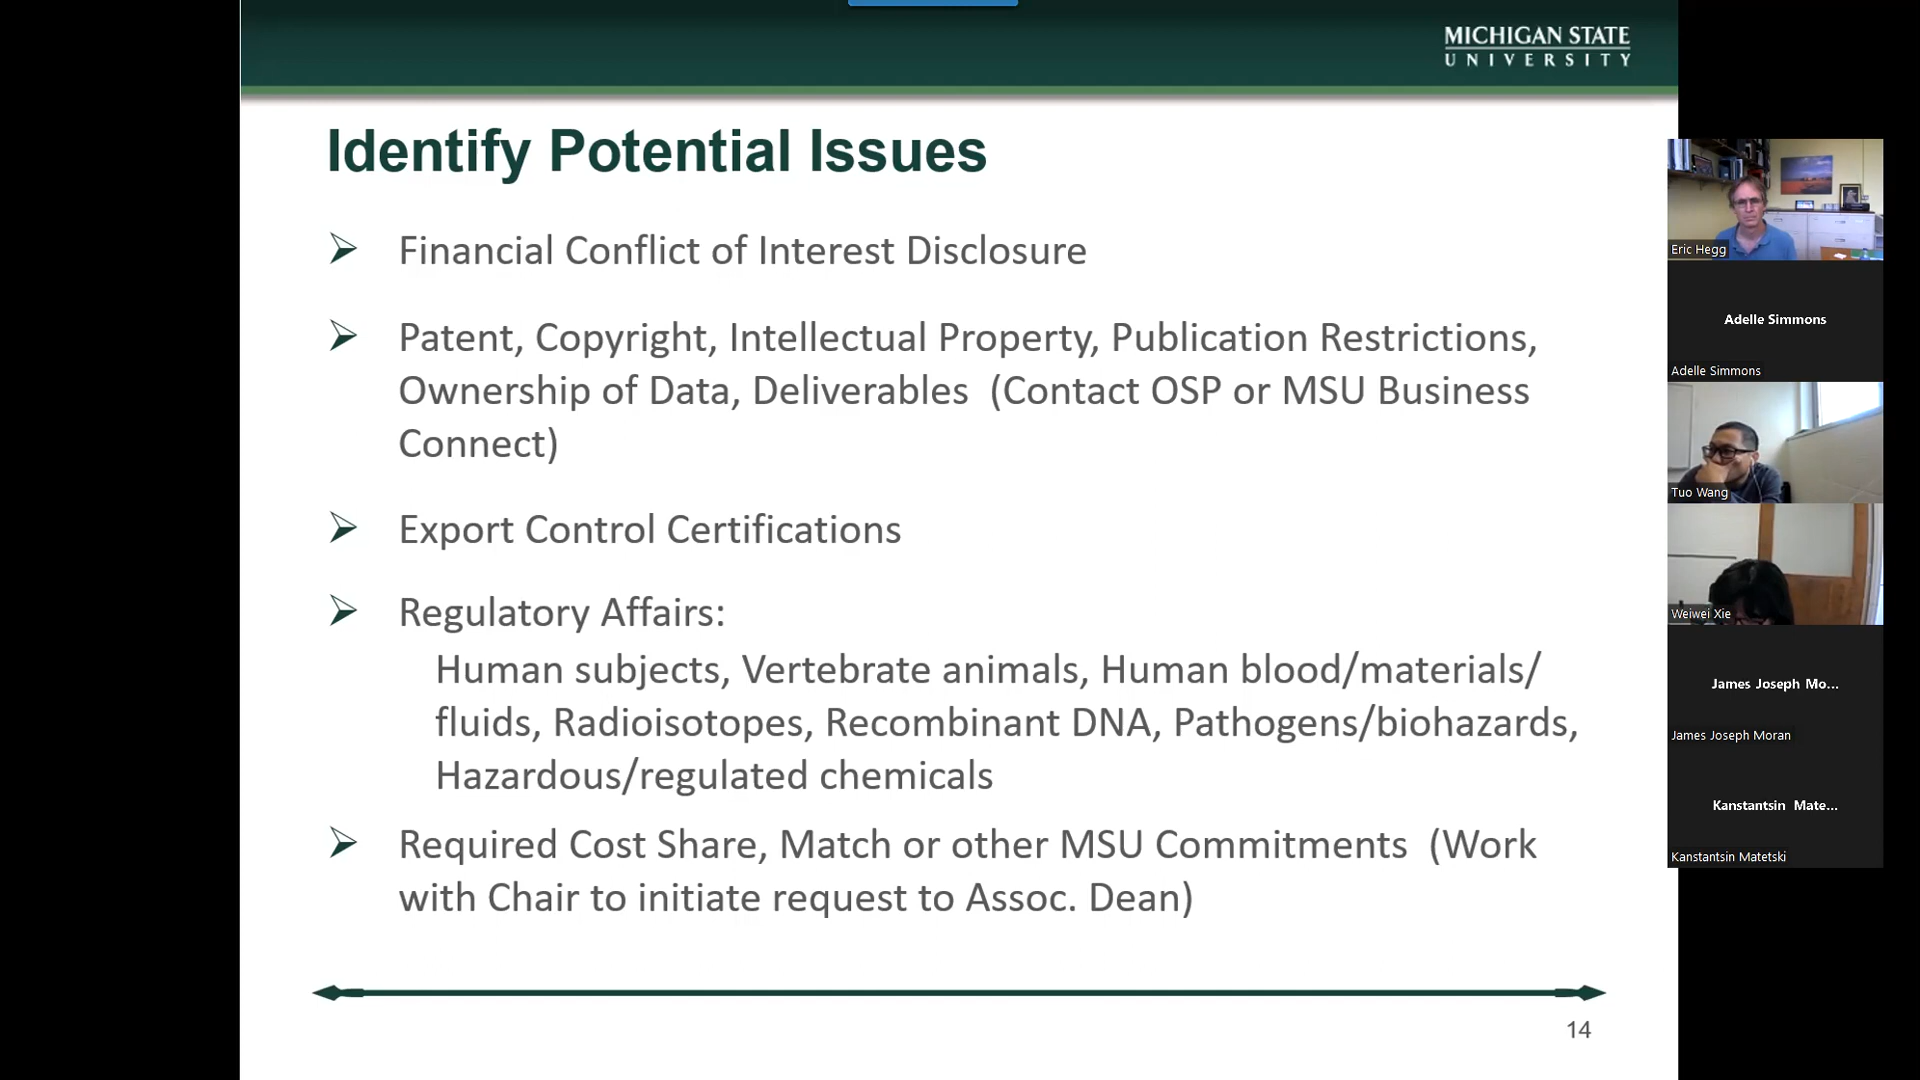 MICHIGAN STATE
UNIVERSITY
Identify Potential Issues
Financial Conflict of Interest Disclosure
Patent, Copyright, Intellectual Property, Publication Restrictions,
Ownership of Data, Deliverables (Contact OSP or MSU Business
Connect)
Export Control Certifications
Regulatory Affairs:
Human subjects, Vertebrate animals, Human blood/materials/
fluids, Radioisotopes, Recombinant DNA, Pathogens/biohazards,
Hazardous/regulated chemicals
Required Cost Share, Match or other MSU Commitments (Work
with Chair to initiate request to Assoc. Dean)
14
Eric Hegg
Adelle Simmons
Adelle Simmons
Tuo Wang
Weiwei Xie
James Joseph Mo...
James Joseph Moran
Kanstantsin Mate...
Kanstantsin Matetski